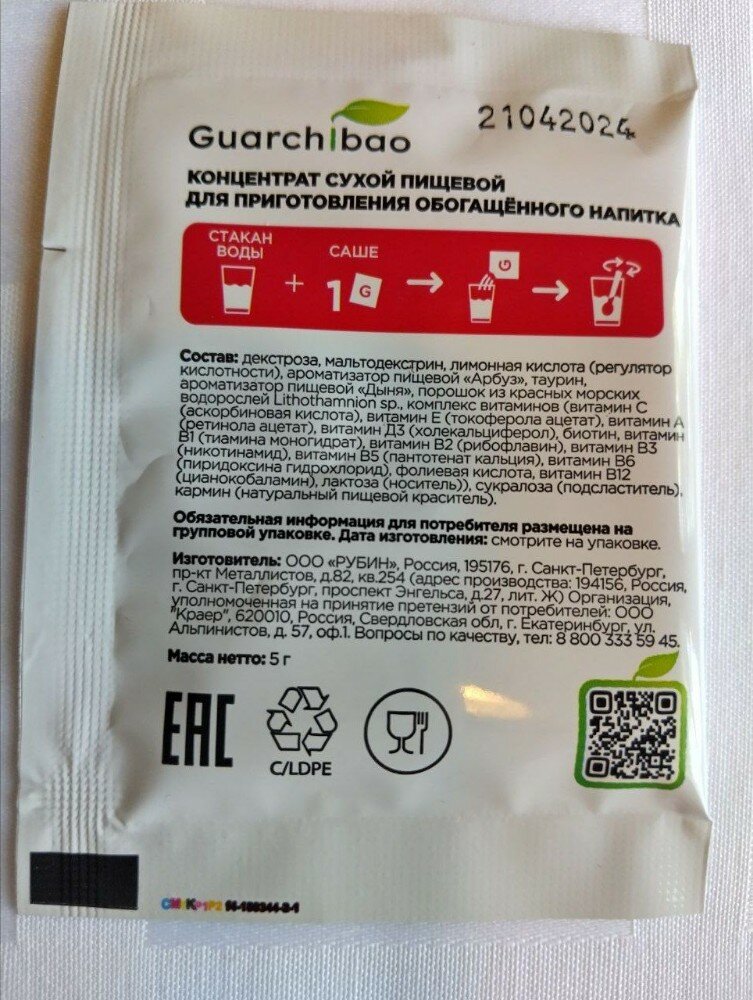 Guarchibao
21042024
КОНЦЕНТРАТ СУХОЙ ПИЩЕВОЙ
ДЛЯ ПРИГОТОВЛЕНИЯ ОБОГАЩЁННОГО НАПИТКА
СТАКАН
ВОДЫ
+
САШЕ
1 G
G
Состав: декстроза, мальтодекстрин, лимонная кислота (регулятор
кислотности), ароматизатор пищевой «Арбуз», таурин,
ароматизатор пищевой «Дыня», порошок из красных морских
водорослей Lithothamnion sp., комплекс витаминов (витамин С
(аскорбиновая кислота), витамин Е (токоферола ацетат), витамин А
(ретинола ацетат), витамин Д3 (холекальциферол), биотин, витамин
В1 (тиамина моногидрат), витамин В2 (рибофлавин), витамин В3
(никотинамид), витамин В5 (пантотенат кальция), витамин В6
(пиридоксина гидрохлорид), фолиевая кислота, витамин В12
(цианокобаламин), лактоза (носитель)), сукралоза (подсластитель),
кармин (натуральный пищевой краситель).
Обязательная информация для потребителя размещена на
групповой упаковке. Дата изготовления: смотрите на упаковке.
Изготовитель: ООО «РУБИН», Россия, 195176, г. Санкт-Петербург,
пр-кт Металлистов, д.82, кв.254 (адрес производства: 194156, Россия,
г. Санкт-Петербург, проспект Энгельса, д.27, лит. Ж) Организация,
уполномоченная на принятие претензий от потребителей: ООО
"Краер", 620010, Россия, Свердловская обл, г. Екатеринбург, ул.
Альпинистов, д. 57, оф.1. Вопросы по качеству, тел: 8 800 333 59 45.
Масса нетто: 5 г
EAC
C/LDPE